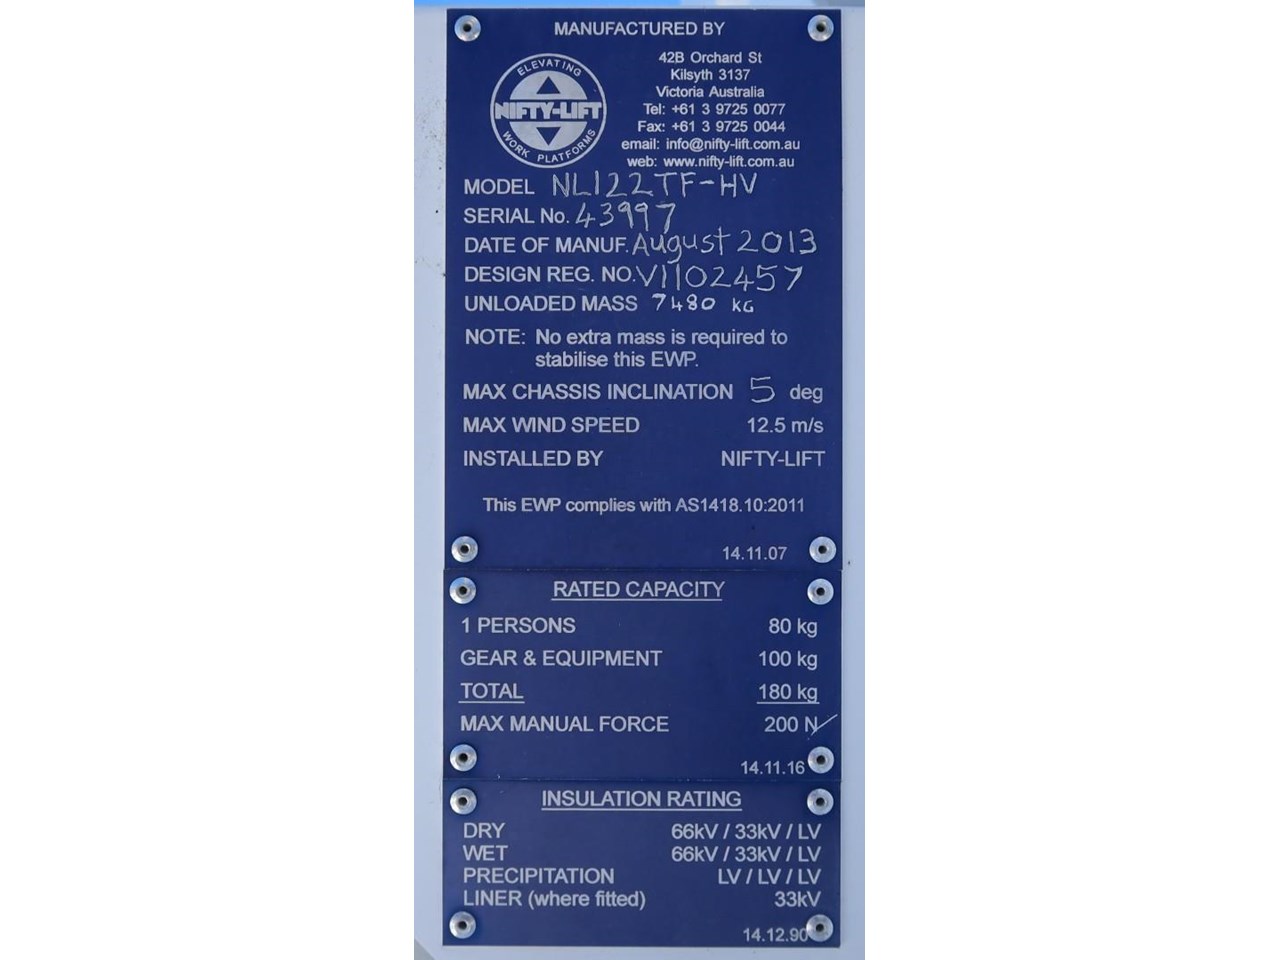 MANUFACTURED BY
ELEVATING
NIFTY-LIFT
WORK PLATFORMS
42B Orchard St
Kilsyth 3137
Victoria Australia
Tel: +61 3 9725 0077
Fax: +61 3 9725 0044
email: info@nifty-lift.com.au
web: www.nifty-lift.com.au
MODEL NL122TF-HV
SERIAL No. 43997
DATE OF MANUF. August 2013
DESIGN REG. NO. V1102457
UNLOADED MASS 7480 KG
NOTE: No extra mass is required to
stabilise this EWP.
MAX CHASSIS INCLINATION 5 deg
MAX WIND SPEED 12.5 m/s
INSTALLED BY NIFTY-LIFT
This EWP complies with AS1418.10:2011
14.11.07
RATED CAPACITY
1 PERSONS 80 kg
GEAR & EQUIPMENT 100 kg
TOTAL 180 kg
MAX MANUAL FORCE 200 N
14.11.16
INSULATION RATING
DRY 66kV / 33kV / LV
WET 66kV / 33kV / LV
PRECIPITATION LV / LV / LV
LINER (where fitted) 33kV
14.12.90